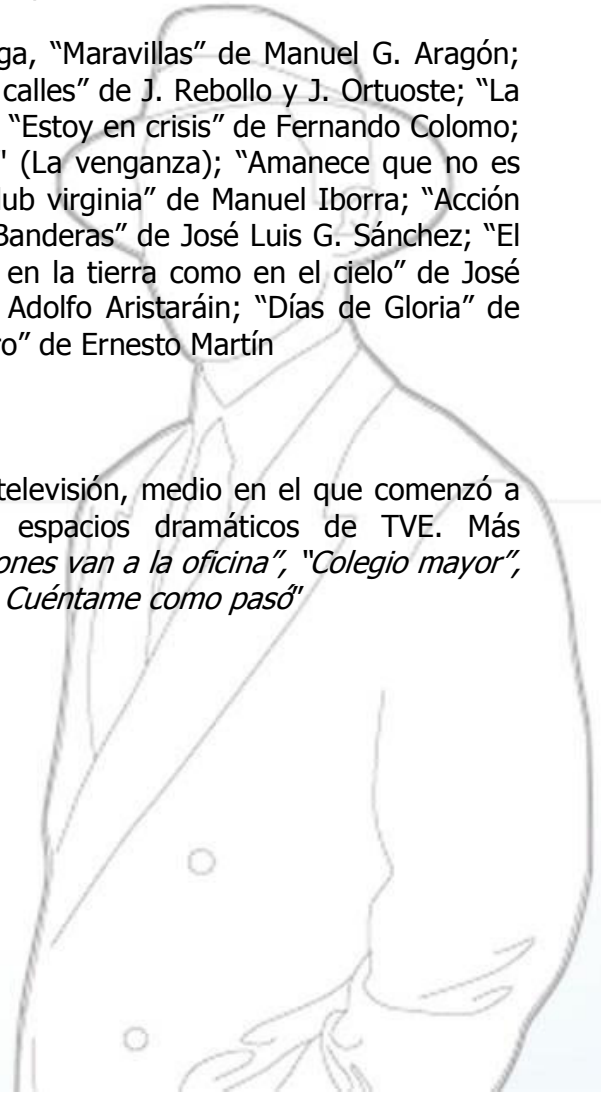 ga, “Maravillas” de Manuel G. Aragón;
calles” de J. Rebollo y J. Ortuoste; “La
“Estoy en crisis” de Fernando Colomo;
" (La venganza); “Amanece que no es
lub virginia” de Manuel Iborra; “Acción
Banderas” de José Luis G. Sánchez; “El
en la tierra como en el cielo” de José
Adolfo Aristaráin; “Días de Gloria” de
ro” de Ernesto Martín
televisión, medio en el que comenzó a
espacios dramáticos de TVE. Más
ones van a la oficina”, “Colegio mayor”,
Cuéntame como pasó”